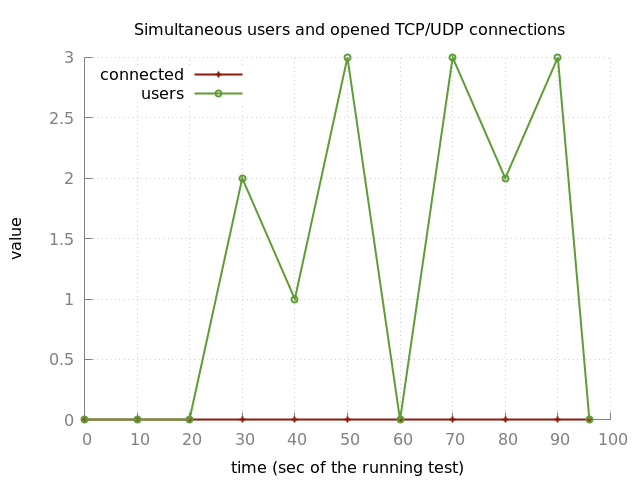 Simultaneous users and opened TCP/UDP connections
connected
users
3
2.5
2
1.5
1
0.5
0
value
0 10 20 30 40 50 60 70 80 90 100
time (sec of the running test)